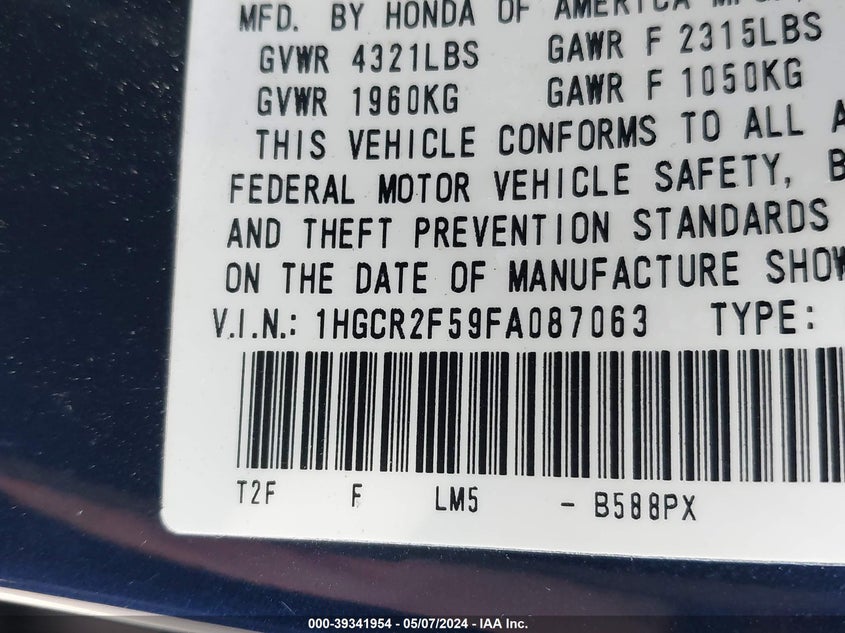 MFD. BY HONDA OF AMERICA
GVWR 4321LBS GAWR F 2315LBS
GVWR 1960KG GAWR F 1050KG
THIS VEHICLE CONFORMS TO ALL A
FEDERAL MOTOR VEHICLE SAFETY, B
AND THEFT PREVENTION STANDARDS
ON THE DATE OF MANUFACTURE SHOW
V.I.N.: 1HGCR2F59FA087063 TYPE:
T2F F LM5 - B588PX
000-39341954 - 05/07/2024 - IAA Inc.